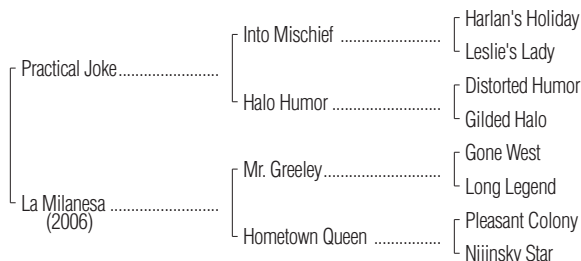 Harlan's Holiday
Into Mischief ....................
Leslie's Lady
Practical Joke....................
Distorted Humor
Halo Humor ....................
Gilded Halo
Gone West
Mr. Greeley....................
Long Legend
La Milanesa ....................
(2006)
Pleasant Colony
Hometown Queen ................
Nijinsky Star